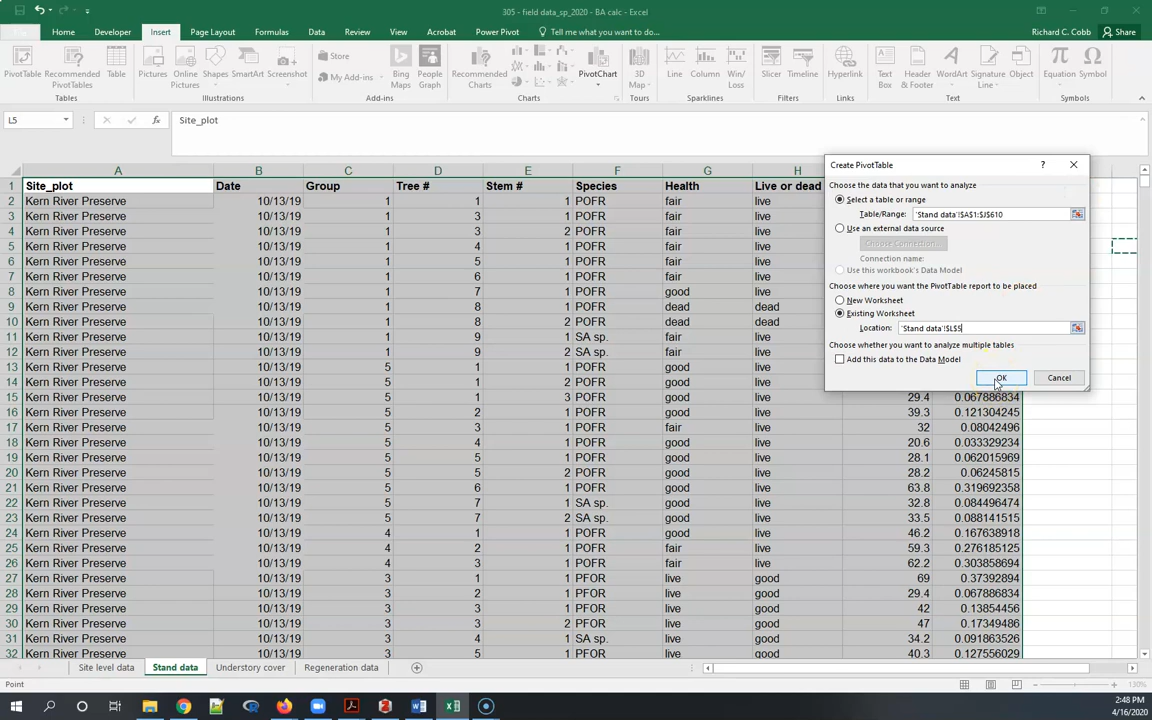 305 - field data_sp_2020 - BA calc - Excel
Home Developer Insert Page Layout Formulas Data Review View Acrobat Power Pivot Tell me what you want to do... Richard C. Cobb Share
PivotTable Recommended PivotTables Table Pictures Online Pictures Shapes SmartArt Screenshot Store My Add-ins Bing Maps People Graph Recommended Charts PivotChart 3D Map Line Column Win/Loss Slicer Timeline Hyperlink Text Box Header & Footer WordArt Signature Line Object Equation Symbol
Tables Illustrations Add-ins Charts Tours Sparklines Filters Links Text Symbols
L5 fx Site_plot
A B C D E F G H
1 Site_plot Date Group Tree # Stem # Species Health Live or dead
2 Kern River Preserve 10/13/19 1 1 1 POFR fair live
3 Kern River Preserve 10/13/19 1 3 1 POFR fair live
4 Kern River Preserve 10/13/19 1 3 2 POFR fair live
5 Kern River Preserve 10/13/19 1 4 1 POFR fair live
6 Kern River Preserve 10/13/19 1 5 1 POFR fair live
7 Kern River Preserve 10/13/19 1 6 1 POFR fair live
8 Kern River Preserve 10/13/19 1 7 1 POFR good live
9 Kern River Preserve 10/13/19 1 8 1 POFR dead dead
10 Kern River Preserve 10/13/19 1 8 2 POFR dead dead
11 Kern River Preserve 10/13/19 1 9 1 SA sp. fair live
12 Kern River Preserve 10/13/19 1 9 2 SA sp. fair live
13 Kern River Preserve 10/13/19 5 1 1 POFR good live
14 Kern River Preserve 10/13/19 5 1 2 POFR good live
15 Kern River Preserve 10/13/19 5 1 3 POFR good live 29.4 0.067886834
16 Kern River Preserve 10/13/19 5 2 1 POFR good live 39.3 0.121304245
17 Kern River Preserve 10/13/19 5 3 1 POFR fair live 32 0.08042496
18 Kern River Preserve 10/13/19 5 4 1 POFR good live 20.6 0.033329234
19 Kern River Preserve 10/13/19 5 5 1 POFR good live 28.1 0.062015969
20 Kern River Preserve 10/13/19 5 5 2 POFR good live 28.2 0.06245815
21 Kern River Preserve 10/13/19 5 6 1 POFR good live 63.8 0.319692358
22 Kern River Preserve 10/13/19 5 7 1 SA sp. good live 32.8 0.084496474
23 Kern River Preserve 10/13/19 5 7 2 SA sp. good live 33.5 0.088141515
24 Kern River Preserve 10/13/19 4 1 1 POFR good live 46.2 0.167638918
25 Kern River Preserve 10/13/19 4 2 1 POFR fair live 59.3 0.276185125
26 Kern River Preserve 10/13/19 4 3 1 POFR fair live 62.2 0.303858694
27 Kern River Preserve 10/13/19 3 1 1 PFOR live good 69 0.37392894
28 Kern River Preserve 10/13/19 3 2 1 PFOR live good 29.4 0.067886834
29 Kern River Preserve 10/13/19 3 3 1 PFOR live good 42 0.13854456
30 Kern River Preserve 10/13/19 3 3 2 PFOR live good 47 0.17349486
31 Kern River Preserve 10/13/19 3 4 1 SA sp. live good 34.2 0.091863526
32 Kern River Preserve 10/13/19 3 5 1 PFOR live good 40.3 0.127556029
Create PivotTable ?
Choose the data that you want to analyze
Select a table or range
Table/Range: 'Stand data'!$A$1:$J$610
Use an external data source
Choose Connection...
Connection name:
Use this workbook's Data Model
Choose where you want the PivotTable report to be placed
New Worksheet
Existing Worksheet
Location: 'Stand data'!$L$5
Choose whether you want to analyze multiple tables
Add this data to the Data Model
OK Cancel
Site level data Stand data Understory cover Regeneration data
Point 130%
2:48 PM
4/16/2020